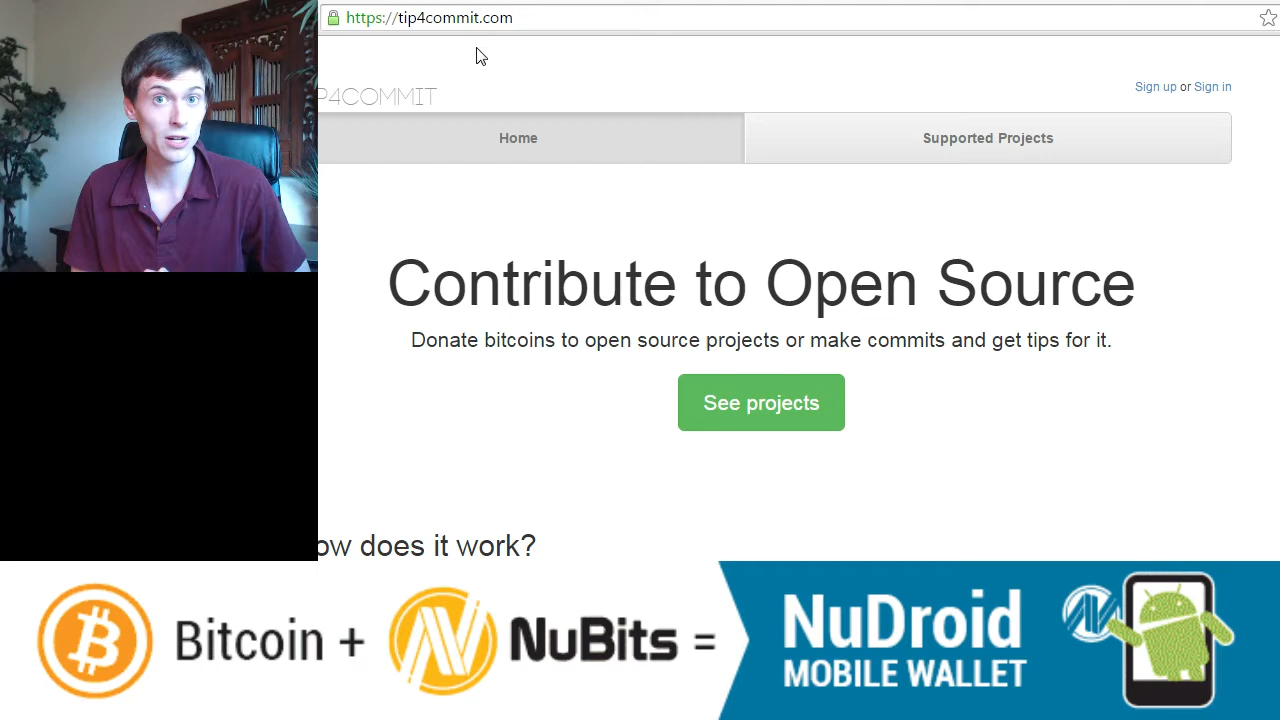 https://tip4commit.com
P4COMMIT
Sign up or Sign in
Home
Supported Projects
Contribute to Open Source
Donate bitcoins to open source projects or make commits and get tips for it.
See projects
ow does it work?
Bitcoin + NuBits =
NuDroid
MOBILE WALLET